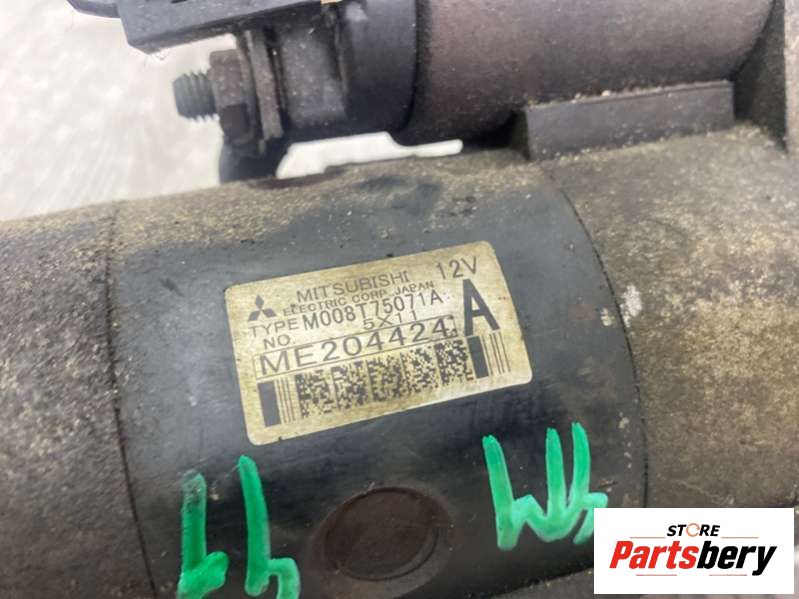 MITSUBISHI 12V
ELECTRIC CORP. JAPAN
TYPE M008T75071A
NO. 5X11 A
ME204424
STORE
Partsbery